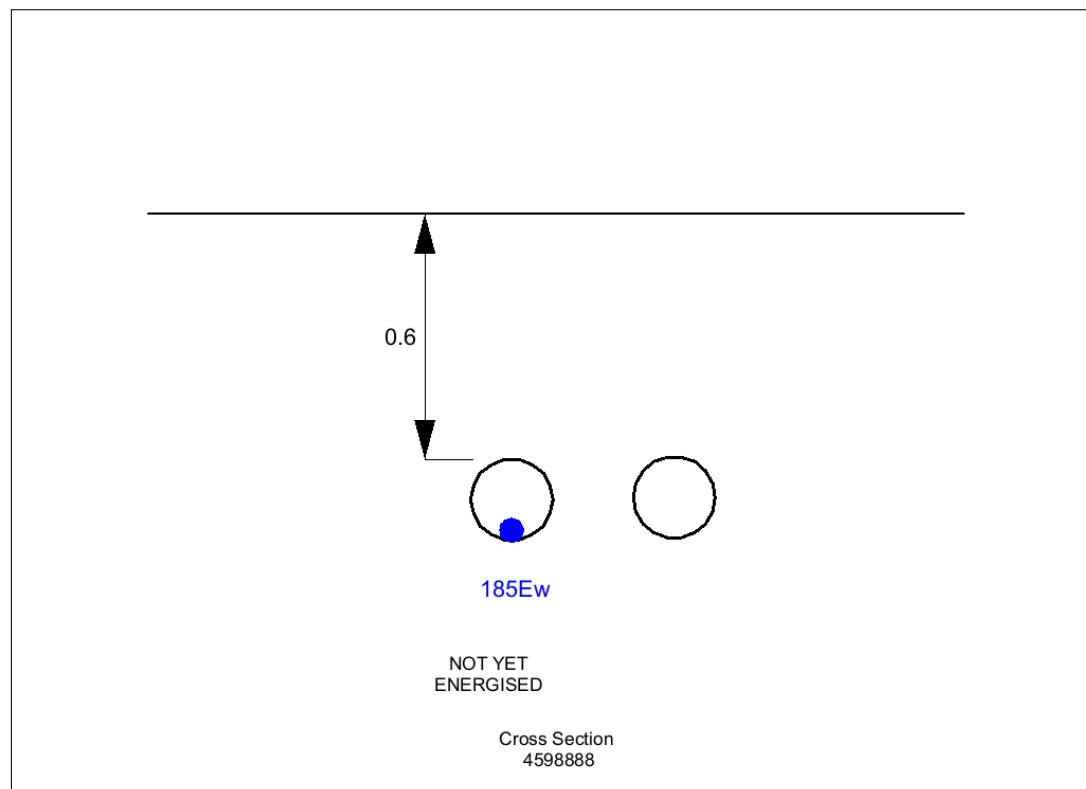 0.6
185Ew
NOT YET
ENERGISED
Cross Section
4598888